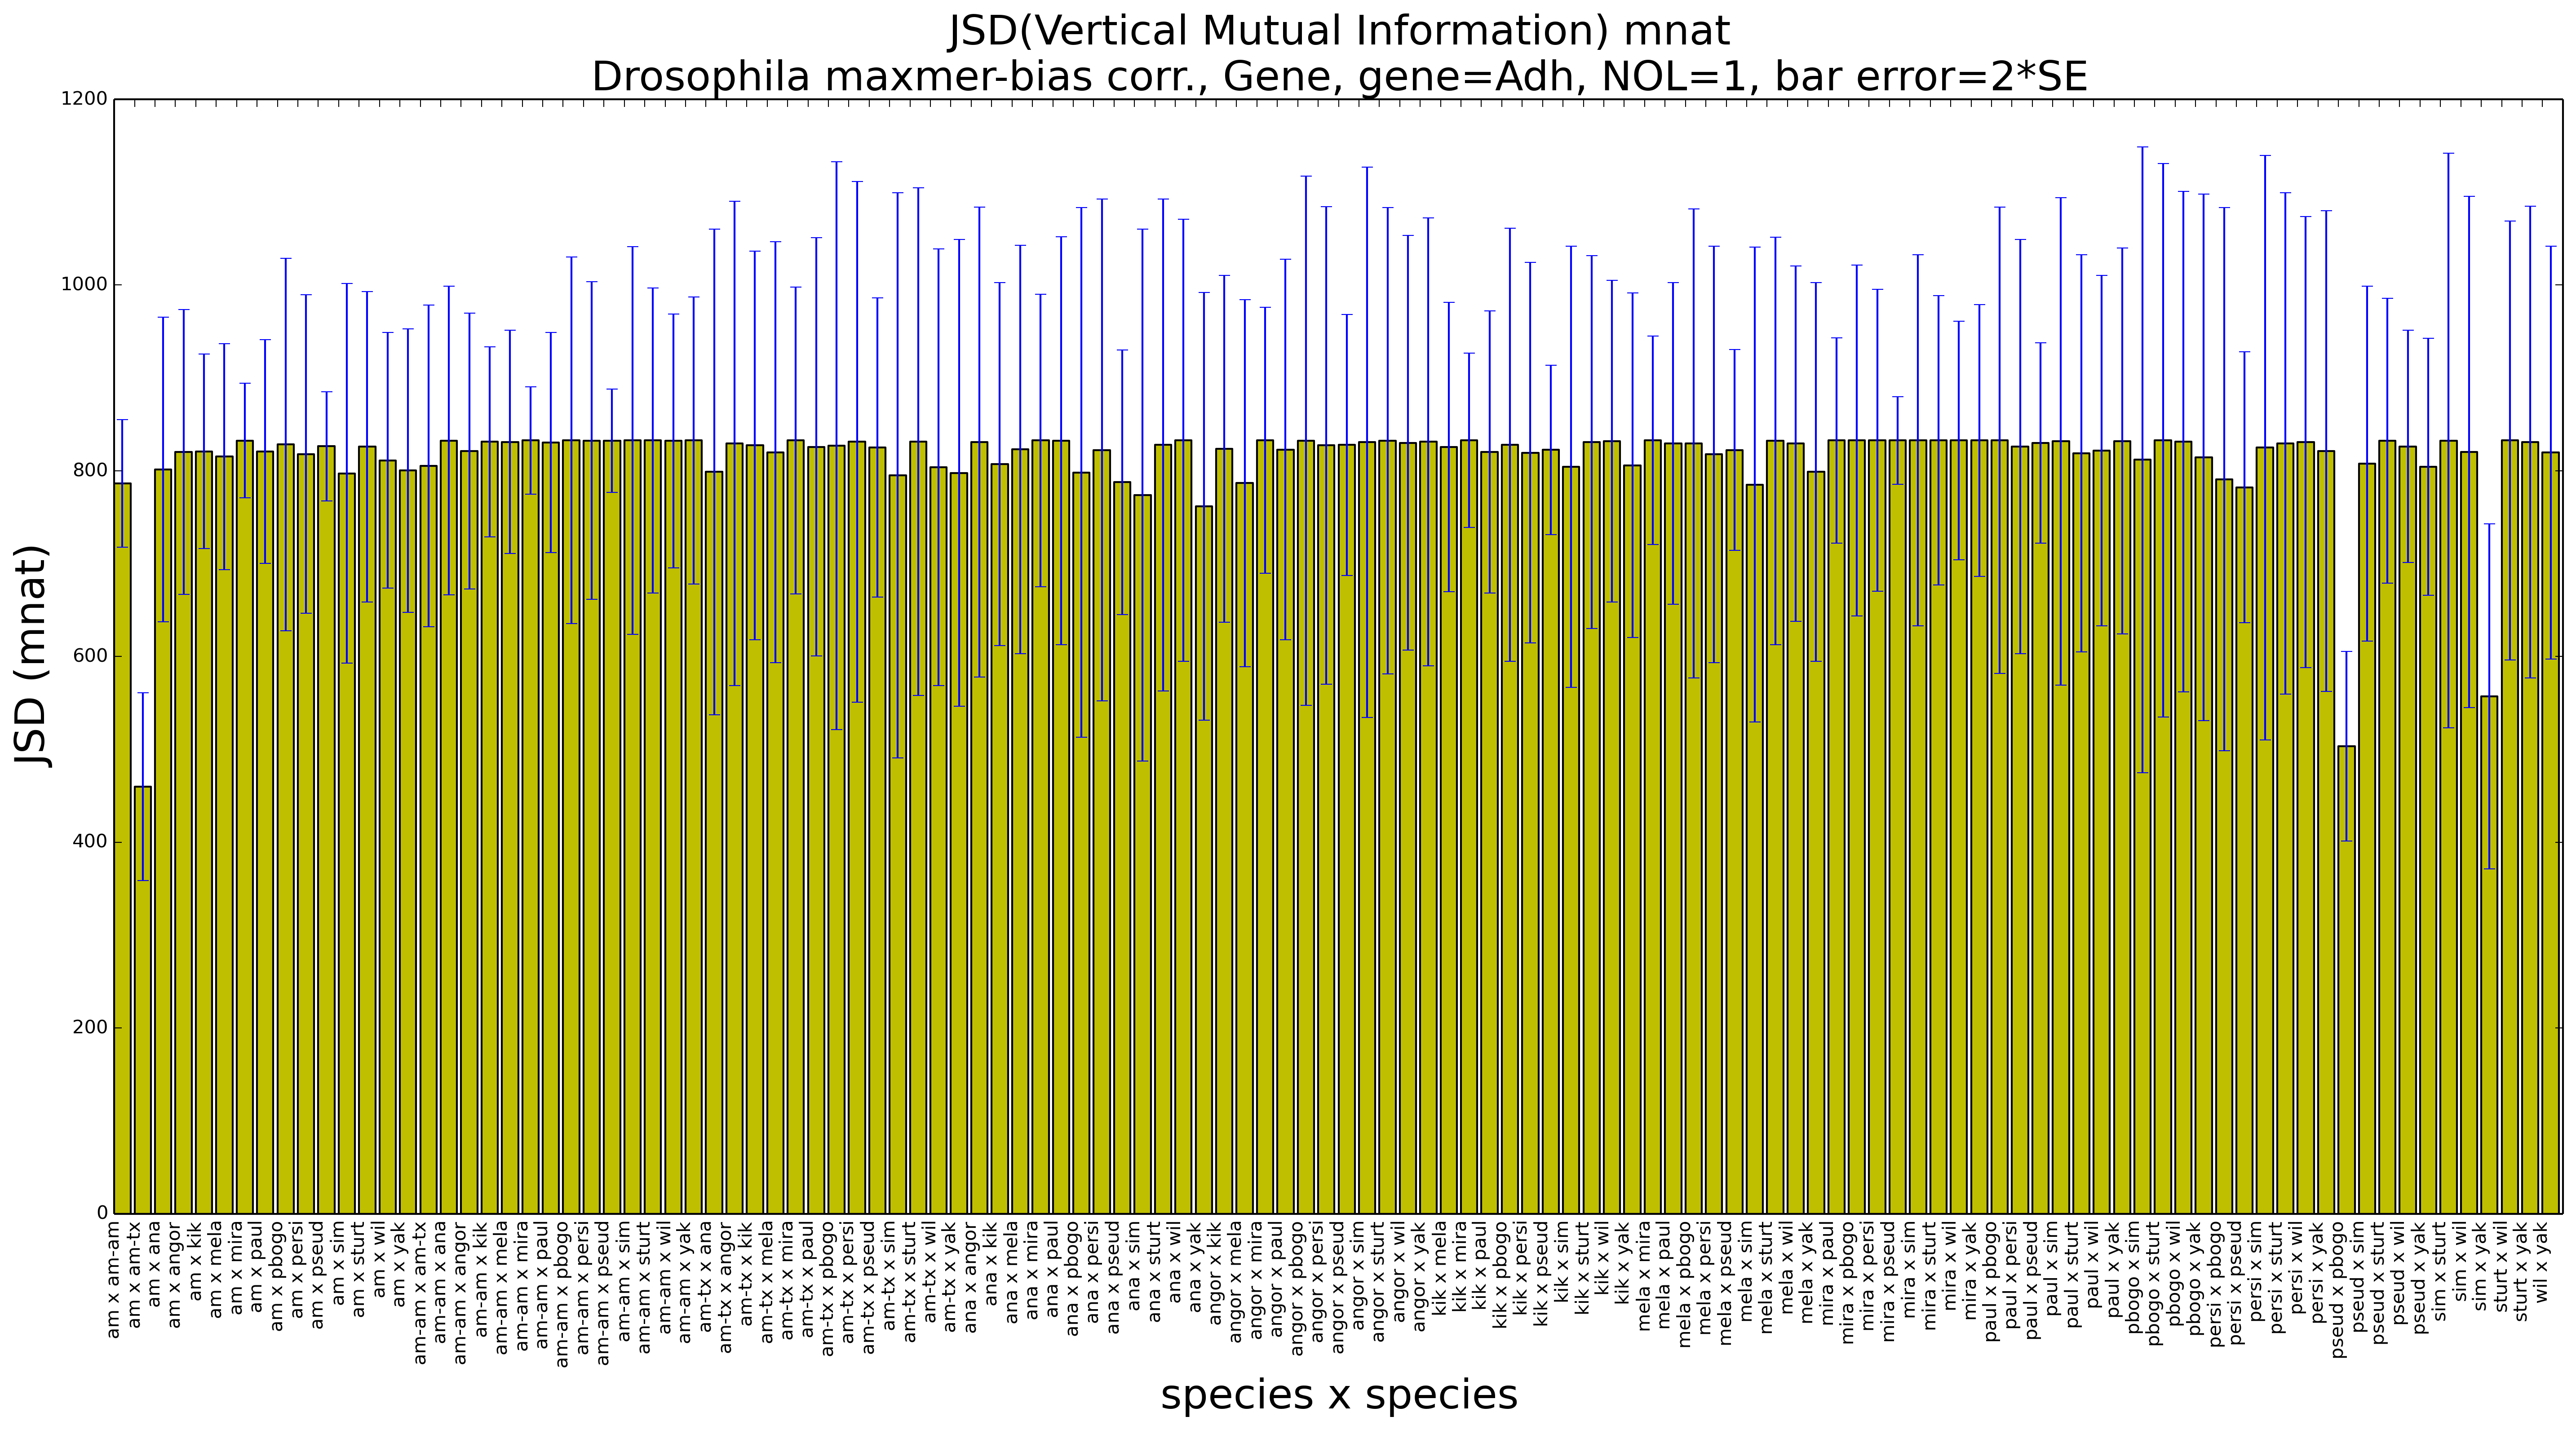 JSD(Vertical Mutual Information) mnat
Drosophila maxmer-bias corr., Gene, gene=Adh, NOL=1, bar error=2*SE
1200
1000
800
600
400
200
0
JSD (mnat)
am x am-am
am x am-tx
am x ana
am x angor
am x kik
am x mela
am x mira
am x paul
am x pbogo
am x persi
am x pseud
am x sim
am x sturt
am x wil
am x yak
am-am x am-tx
am-am x ana
am-am x angor
am-am x kik
am-am x mela
am-am x mira
am-am x paul
am-am x pbogo
am-am x persi
am-am x pseud
am-am x sim
am-am x sturt
am-am x wil
am-am x yak
am-tx x ana
am-tx x angor
am-tx x kik
am-tx x mela
am-tx x mira
am-tx x paul
am-tx x pbogo
am-tx x persi
am-tx x pseud
am-tx x sim
am-tx x sturt
am-tx x wil
am-tx x yak
ana x angor
ana x kik
ana x mela
ana x mira
ana x paul
ana x pbogo
ana x persi
ana x pseud
ana x sim
ana x sturt
ana x wil
ana x yak
angor x kik
angor x mela
angor x mira
angor x paul
angor x pbogo
angor x persi
angor x pseud
angor x sim
angor x sturt
angor x wil
angor x yak
kik x mela
kik x mira
kik x paul
kik x pbogo
kik x persi
kik x pseud
kik x sim
kik x sturt
kik x wil
kik x yak
mela x mira
mela x paul
mela x pbogo
mela x persi
mela x pseud
mela x sim
mela x sturt
mela x wil
mela x yak
mira x paul
mira x pbogo
mira x persi
mira x pseud
mira x sim
mira x sturt
mira x wil
mira x yak
paul x pbogo
paul x persi
paul x pseud
paul x sim
paul x sturt
paul x wil
paul x yak
pbogo x sim
pbogo x sturt
pbogo x wil
pbogo x yak
persi x pbogo
persi x pseud
persi x sim
persi x sturt
persi x wil
persi x yak
pseud x pbogo
pseud x sim
pseud x sturt
pseud x wil
pseud x yak
sim x sturt
sim x wil
sim x yak
sturt x wil
sturt x yak
wil x yak
species x species